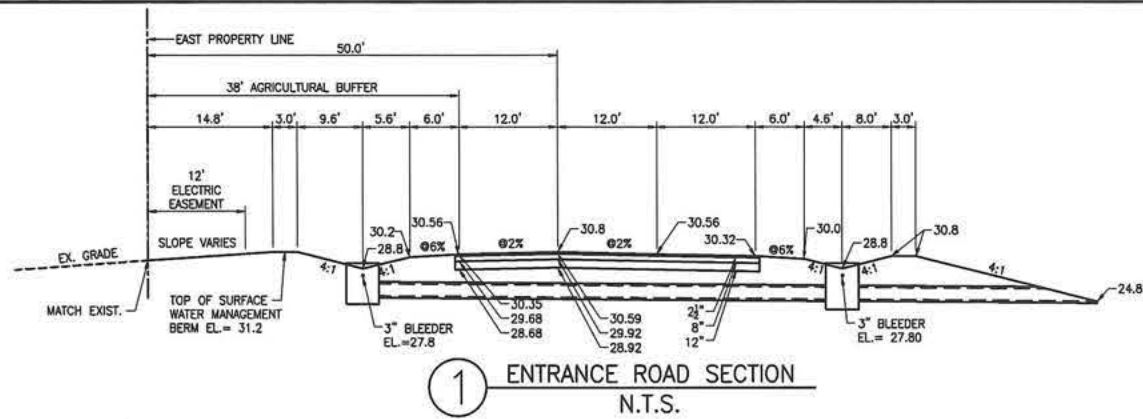 EAST PROPERTY LINE
50.0'
38' AGRICULTURAL BUFFER
14.8' 3.0' 9.6' 5.6' 6.0' 12.0' 12.0' 12.0' 6.0' 4.6' 8.0' 3.0'
12'
ELECTRIC
EASEMENT
EX. GRADE
SLOPE VARIES
MATCH EXIST.
TOP OF SURFACE
WATER MANAGEMENT
BERM EL.= 31.2
4:1
28.8
4:1
30.2
@6%
30.56
@2%
30.8
@2%
30.56
30.32
@6%
30.0
4:1
28.8
4:1
30.8
4:1
24.8
3" BLEEDER
EL.=27.8
30.35
29.68
28.68
30.59
29.92
28.92
2½"
8"
12"
3" BLEEDER
EL.= 27.80
1
ENTRANCE ROAD SECTION
N.T.S.